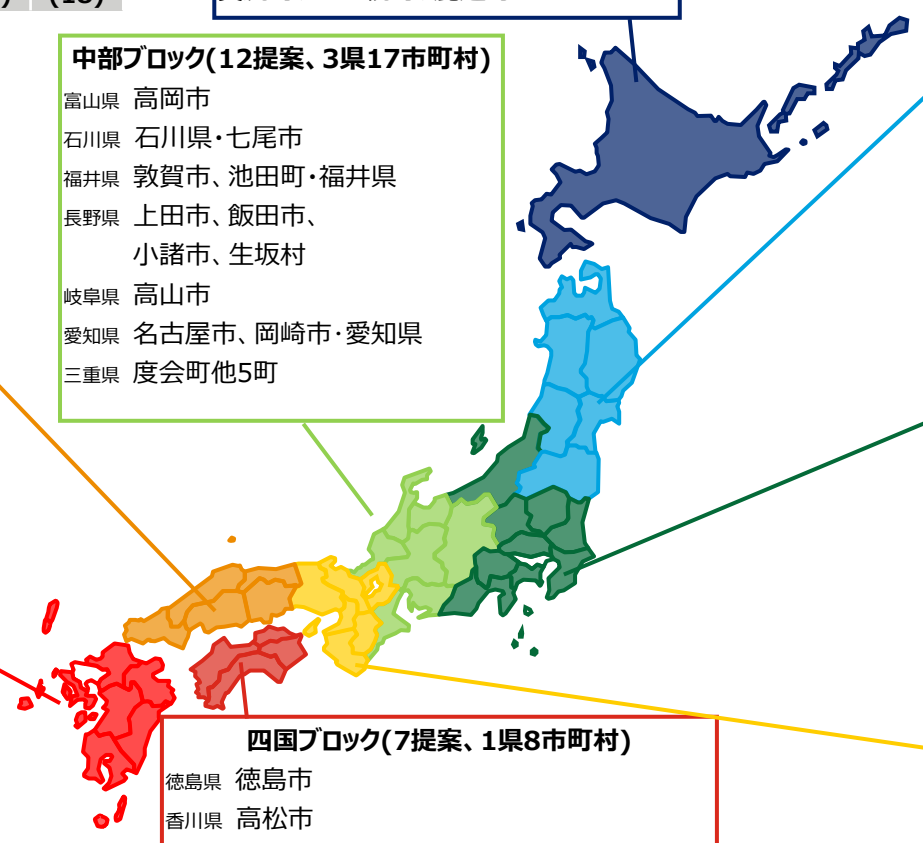 (18)
中部ブロック(12提案、3県17市町村)
富山県 高岡市
石川県 石川県・七尾市
福井県 敦賀市、池田町・福井県
長野県 上田市、飯田市、
小諸市、生坂村
岐阜県 高山市
愛知県 名古屋市、岡崎市・愛知県
三重県 度会町他5町
四国ブロック(7提案、1県8市町村)
徳島県 徳島市
香川県 高松市